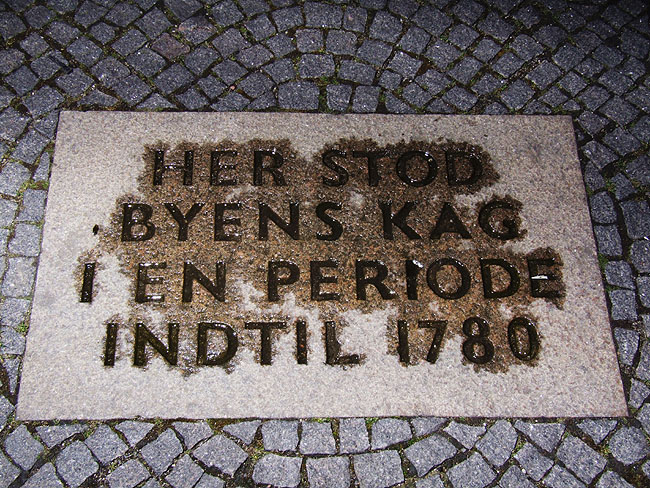 HER STOD
BYENS KAG
I EN PERIODE
INDTIL 1780